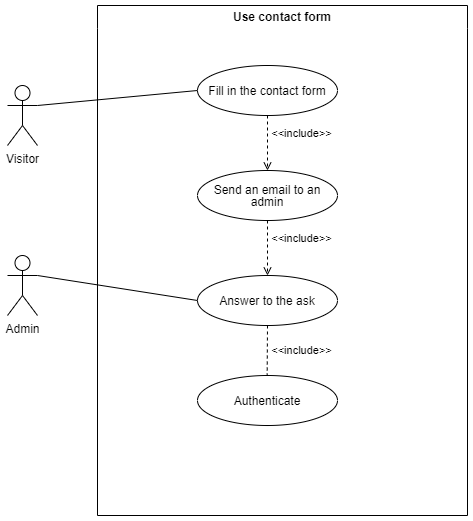 Use contact form
Fill in the contact form
<<include>>
Visitor
Send an email to an
admin
<<include>>
Answer to the ask
Admin
<<include>>
Authenticate